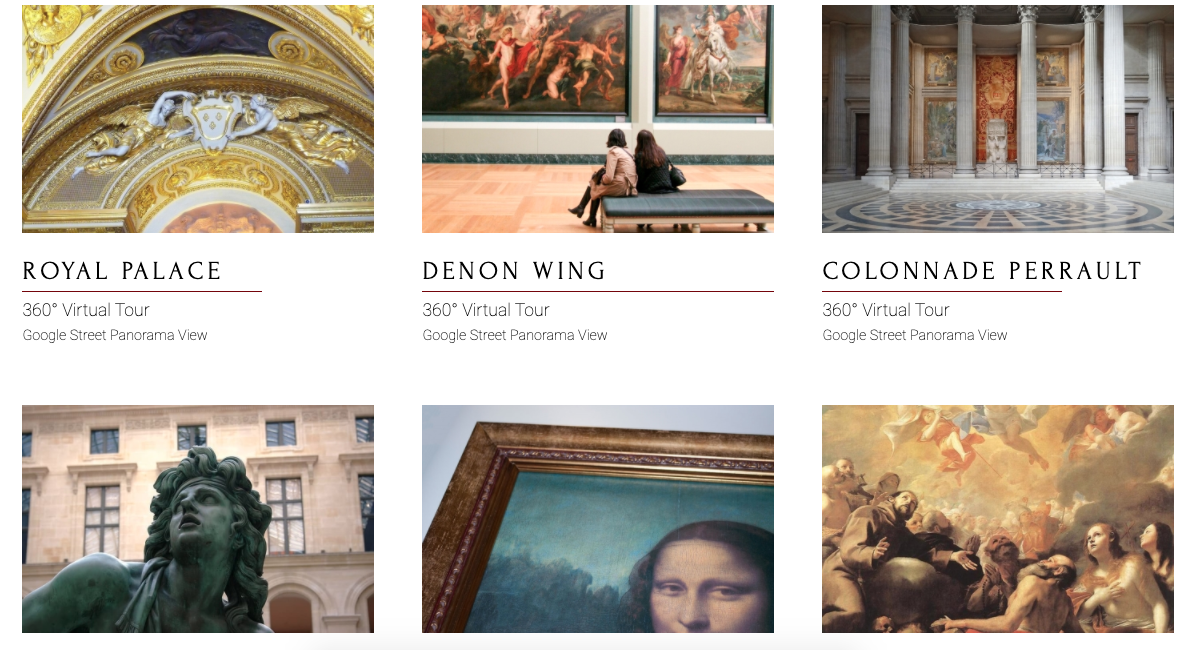 ROYAL PALACE
360° Virtual Tour
Google Street Panorama View
DENON WING
360° Virtual Tour
Google Street Panorama View
COLONNADE PERRAULT
360° Virtual Tour
Google Street Panorama View